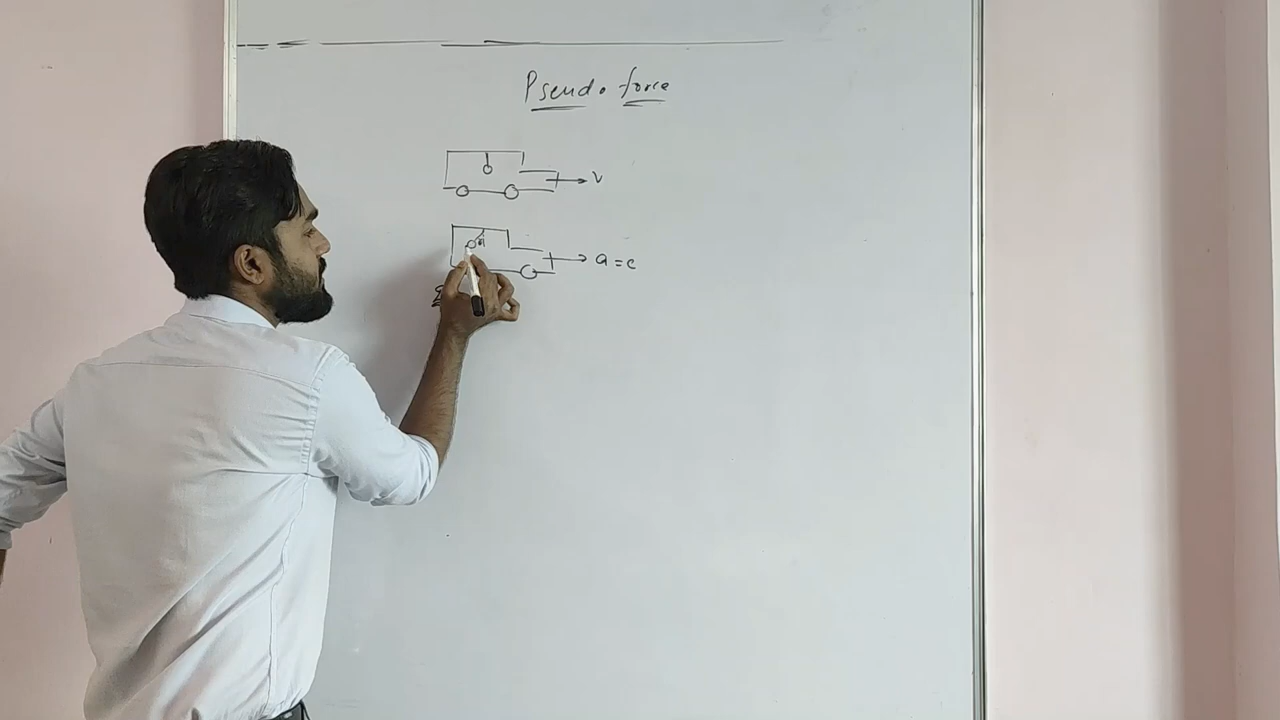 Pseudo force
v
a = c